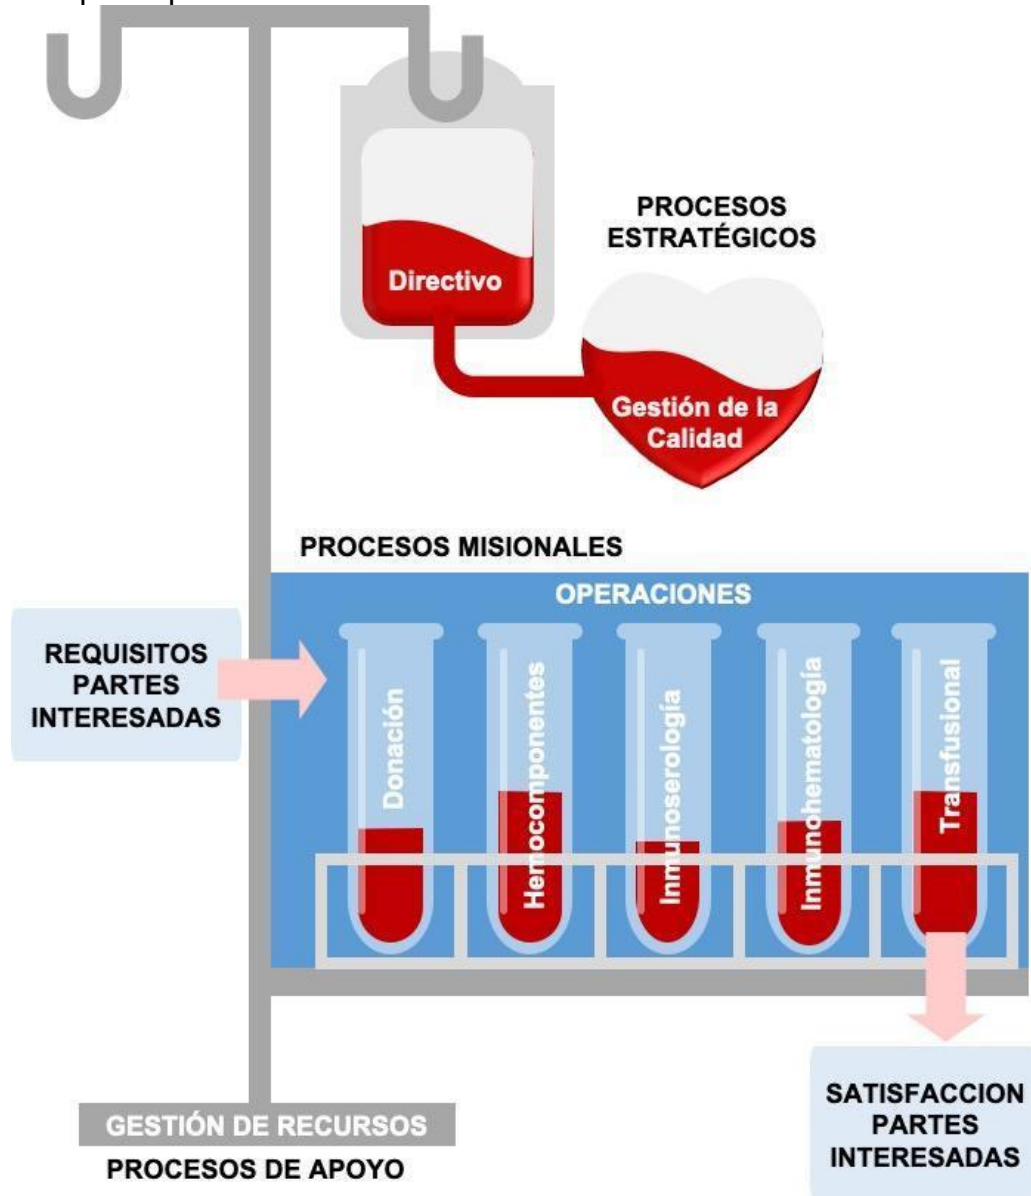 Directivo
PROCESOS
ESTRATÉGICOS
Gestión de la
Calidad
PROCESOS MISIONALES
OPERACIONES
REQUISITOS
PARTES
INTERESADAS
Donación
Hemocomponentes
Inmunoserología
Inmunohematología
Transfusional
GESTIÓN DE RECURSOS
PROCESOS DE APOYO
SATISFACCION
PARTES
INTERESADAS